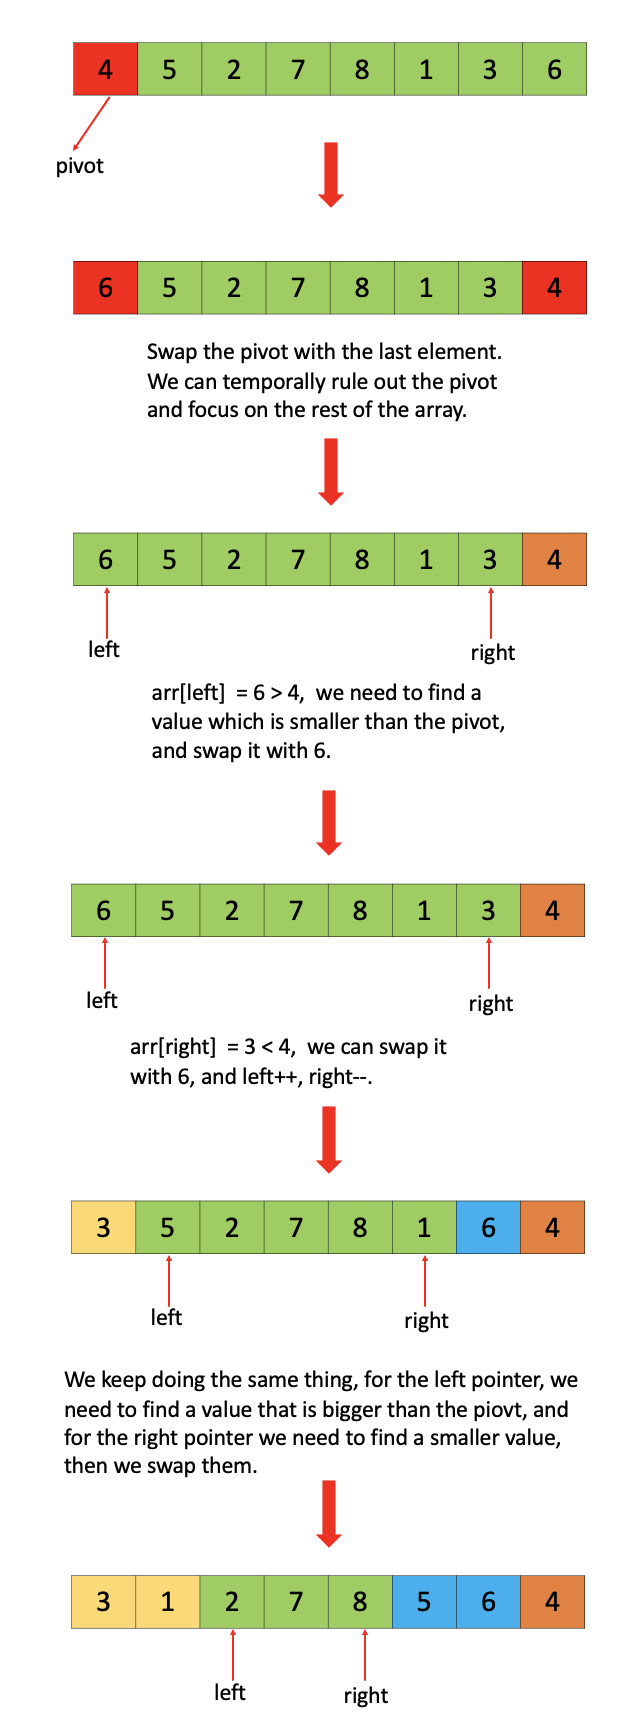 4 5 2 7 8 1 3 6
pivot
6 5 2 7 8 1 3 4
Swap the pivot with the last element.
We can temporally rule out the pivot
and focus on the rest of the array.
6 5 2 7 8 1 3 4
left right
arr[left]  = 6 > 4,  we need to find a
value which is smaller than the pivot,
and swap it with 6.
6 5 2 7 8 1 3 4
left right
arr[right]  = 3 < 4,  we can swap it
with 6, and left++, right--.
3 5 2 7 8 1 6 4
left right
We keep doing the same thing, for the left pointer, we
need to find a value that is bigger than the piovt, and
for the right pointer we need to find a smaller value,
then we swap them.
3 1 2 7 8 5 6 4
left right